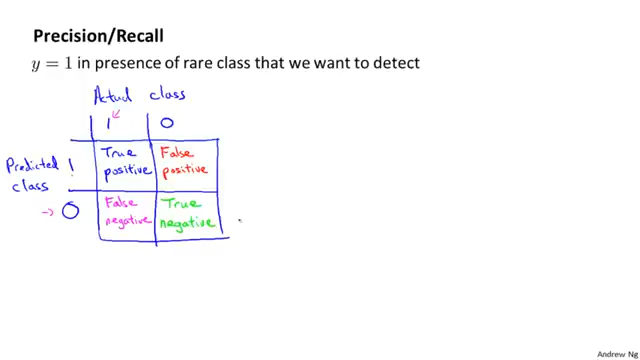 Precision/Recall
y = 1 in presence of rare class that we want to detect
Actual class
1 0
Predicted 1
class
True positive
False positive
0
False negative
True negative
Andrew Ng